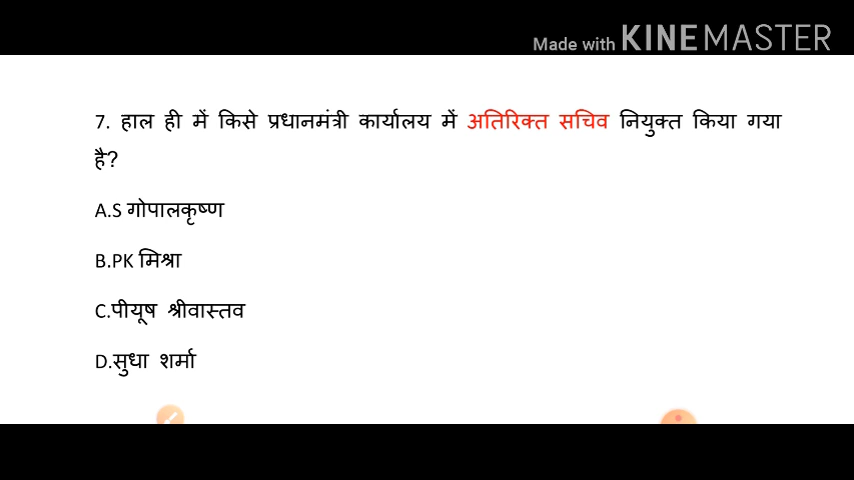 Made with KINEMASTER
7. हाल ही में किसे प्रधानमंत्री कार्यालय में अतिरिक्त सचिव नियुक्त किया गया
है?
A.S गोपालकृष्ण
B.PK मिश्रा
C.पीयूष श्रीवास्तव
D.सुधा शर्मा